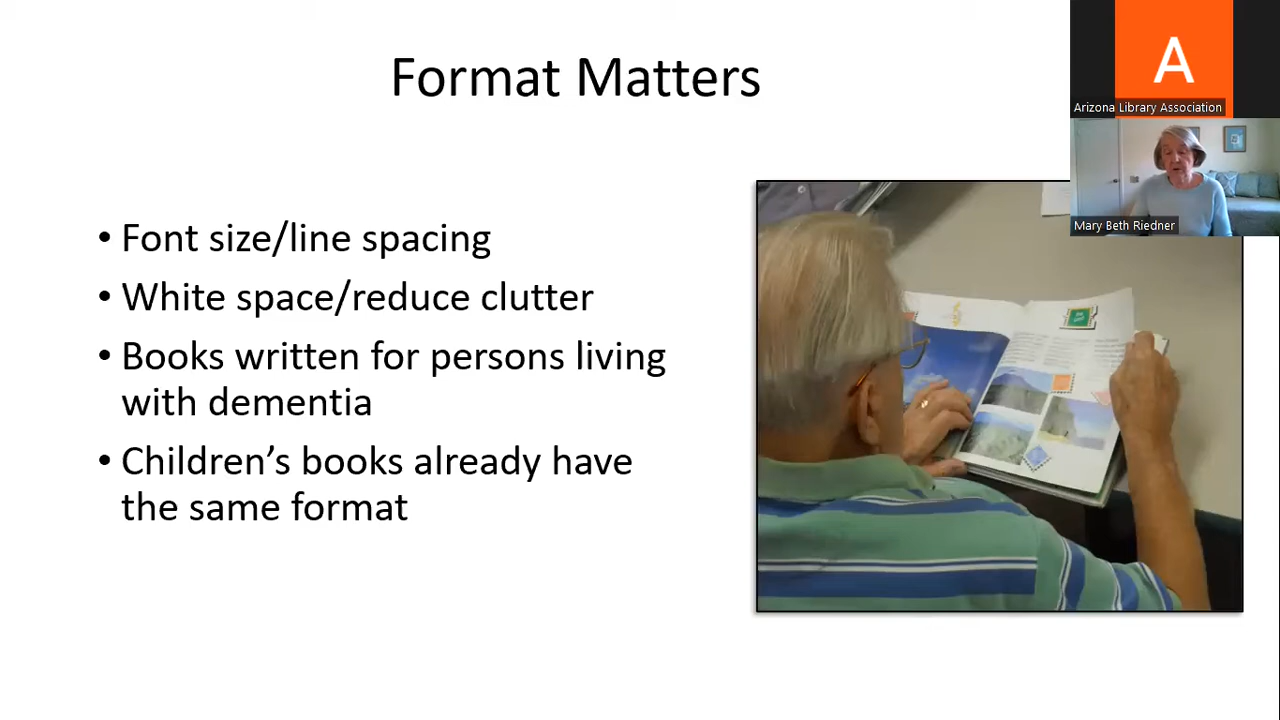 Format Matters
A
Arizona Library Association
Mary Beth Riedner
• Font size/line spacing
• White space/reduce clutter
• Books written for persons living
with dementia
• Children's books already have
the same format